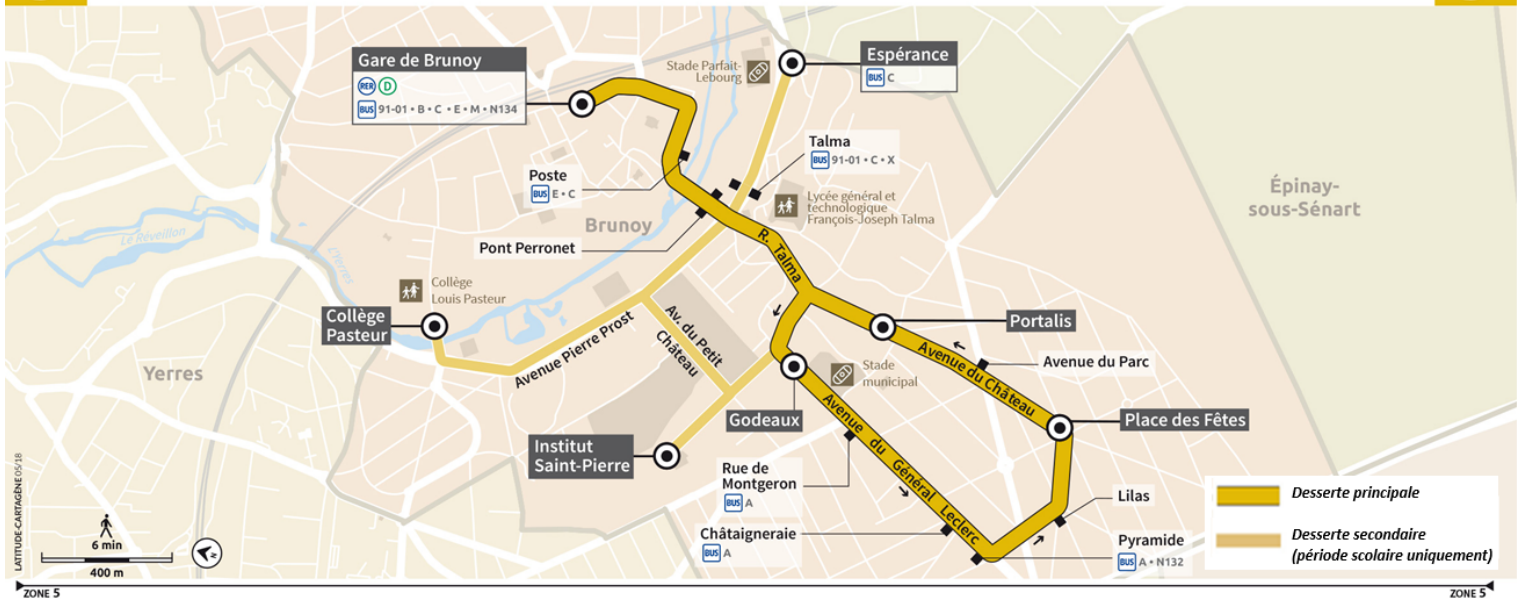 Gare de Brunoy
RER D
BUS 91-01 • B • C • E • M • N134
Stade Parfait-
Lebourg
Espérance
BUS C
Talma
BUS 91-01 • C • X
Poste
BUS E • C
Lycée général et
technologique
François-Joseph Talma
Épinay-
sous-Sénart
Brunoy
Le Réveillon
L'Yerres
Pont Perronet
R. Talma
Collège
Louis Pasteur
Collège
Pasteur
Av. du Petit
Château
Avenue Pierre Prost
Portalis
Yerres
Avenue du Château
Avenue du Parc
Stade
municipal
Godeaux
Place des Fêtes
Avenue du Général Leclerc
Institut
Saint-Pierre
Rue de
Montgeron
BUS A
Lilas
Châtaigneraie
BUS A
Pyramide
BUS A • N132
Desserte principale
Desserte secondaire
(période scolaire uniquement)
LATITUDE-CARTAGÈNE 05/18
6 min
400 m
N
ZONE 5
ZONE 5